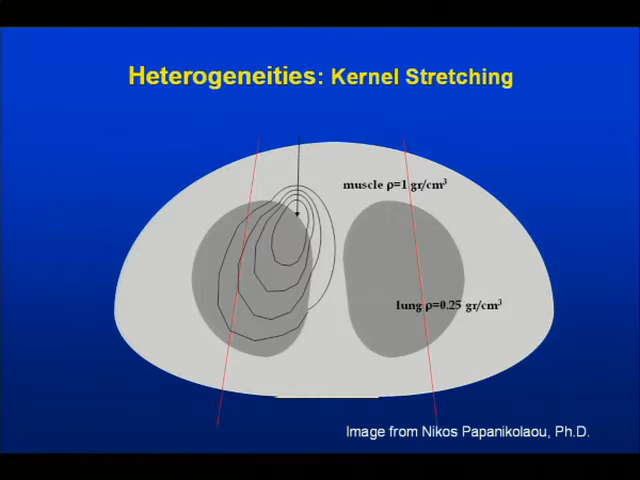 Heterogeneities: Kernel Stretching
muscle ρ=1 gr/cm³
lung ρ=0.25 gr/cm³
Image from Nikos Papanikolaou, Ph.D.